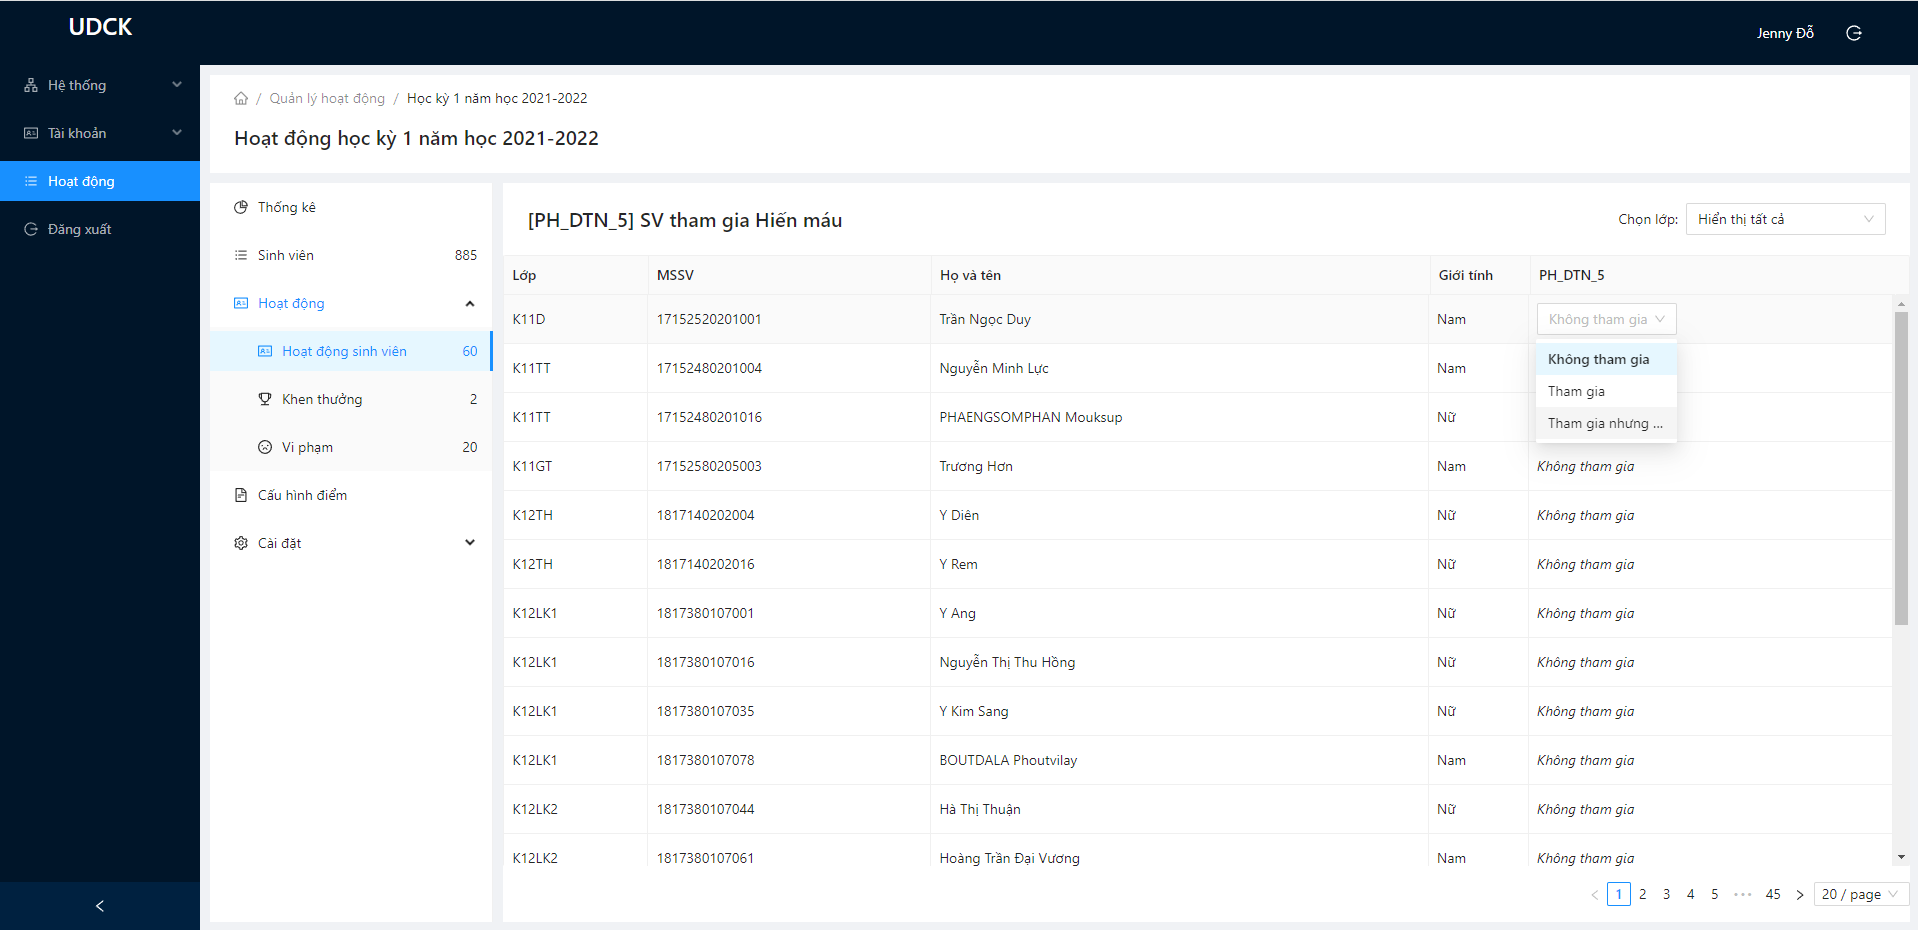 UDCK
Jenny Đỗ
Hệ thống
Tài khoản
Hoạt động
Đăng xuất
/ Quản lý hoạt động / Học kỳ 1 năm học 2021-2022
Hoạt động học kỳ 1 năm học 2021-2022
Thống kê
Sinh viên 885
Hoạt động
Hoạt động sinh viên 60
Khen thưởng 2
Vi phạm 20
Cấu hình điểm
Cài đặt
[PH_DTN_5] SV tham gia Hiến máu
Chọn lớp: Hiển thị tất cả
Lớp MSSV Họ và tên Giới tính PH_DTN_5
K11D 17152520201001 Trần Ngọc Duy Nam Không tham gia
Không tham gia
Tham gia
Tham gia nhưng ...
K11TT 17152480201004 Nguyễn Minh Lực Nam
K11TT 17152480201016 PHAENGSOMPHAN Mouksup Nữ
K11GT 17152580205003 Trương Hơn Nam Không tham gia
K12TH 1817140202004 Y Diên Nữ Không tham gia
K12TH 1817140202016 Y Rem Nữ Không tham gia
K12LK1 1817380107001 Y Ang Nữ Không tham gia
K12LK1 1817380107016 Nguyễn Thị Thu Hồng Nữ Không tham gia
K12LK1 1817380107035 Y Kim Sang Nữ Không tham gia
K12LK1 1817380107078 BOUTDALA Phoutvilay Nam Không tham gia
K12LK2 1817380107044 Hà Thị Thuận Nữ Không tham gia
K12LK2 1817380107061 Hoàng Trần Đại Vương Nam Không tham gia
1 2 3 4 5 ••• 45 20 / page